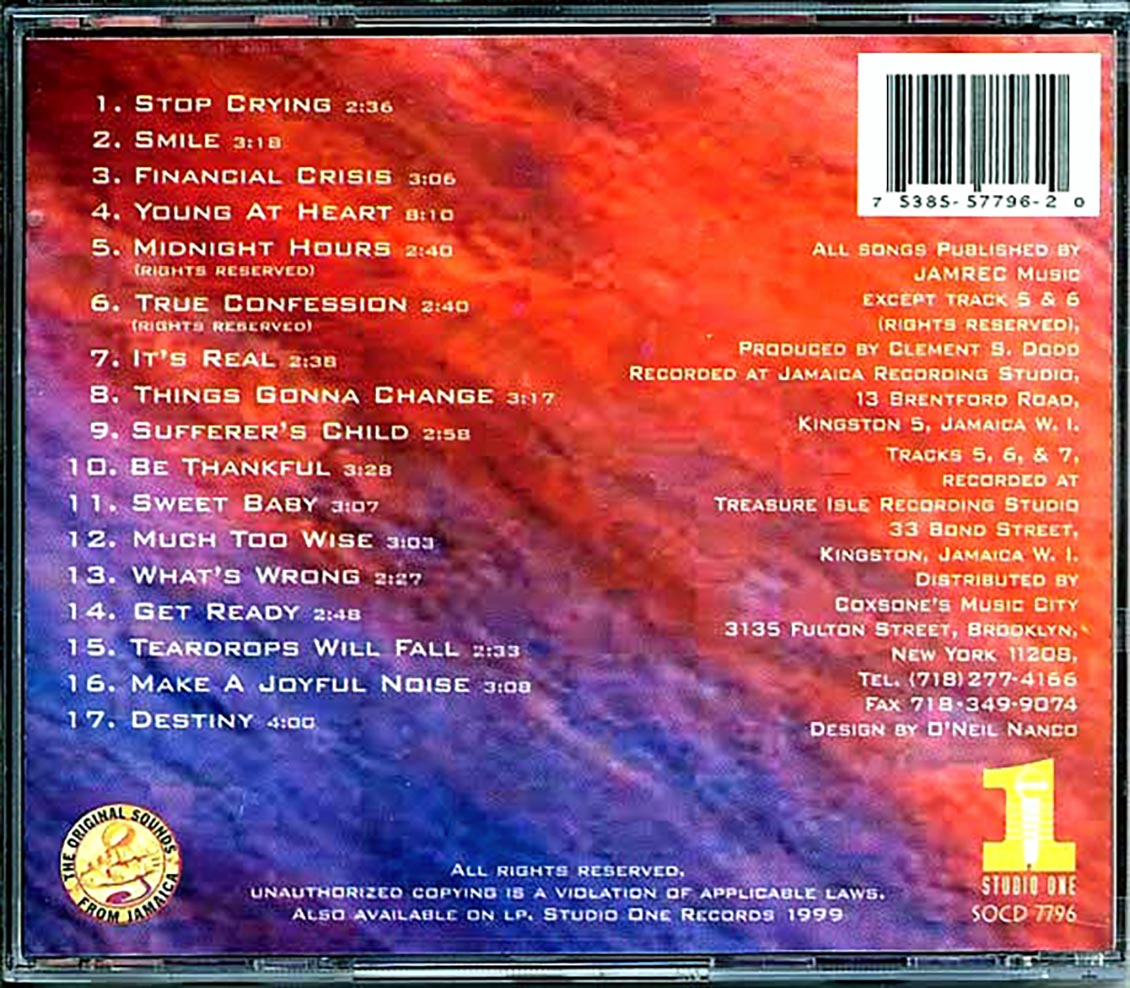 1. Stop Crying 2:36
2. Smile 3:18
3. Financial Crisis 3:06
4. Young At Heart 8:10
5. Midnight Hours 2:40
(rights reserved)
6. True Confession 2:40
(rights reserved)
7. It's Real 2:38
8. Things Gonna Change 3:17
9. Sufferer's Child 2:58
10. Be Thankful 3:28
11. Sweet Baby 3:07
12. Much Too Wise 3:03
13. What's Wrong 2:27
14. Get Ready 2:48
15. Teardrops Will Fall 2:33
16. Make A Joyful Noise 3:08
17. Destiny 4:00
7 5385-57796-2 0
All songs Published by
JAMREC Music
except track 5 & 6
(rights reserved),
Produced by Clement S. Dodd
Recorded at Jamaica Recording Studio,
13 Brentford Road,
Kingston 5, Jamaica W. I.
Tracks 5, 6, & 7,
recorded at
Treasure Isle Recording Studio
33 Bond Street,
Kingston, Jamaica W. I.
Distributed by
Coxsone's Music City
3135 Fulton Street, Brooklyn,
New York 11208,
Tel. (718) 277-4166
Fax 718-349-9074
Design by O'Neil Nanco
THE ORIGINAL SOUNDS
FROM JAMAICA
All rights reserved,
unauthorized copying is a violation of applicable laws.
Also available on lp. Studio One Records 1999
1
STUDIO ONE
SOCD 7796